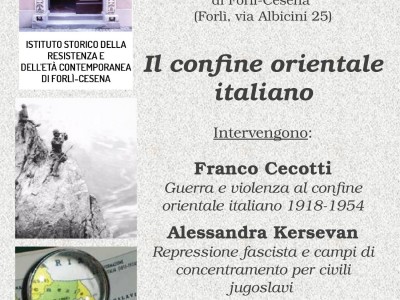 di Forlì-Cesena
(Forlì, via Albicini 25)
ISTITUTO STORICO DELLA
RESISTENZA E
DELL'ETÀ CONTEMPORANEA
DI FORLÌ-CESENA
Il confine orientale
italiano
Intervengono:
Franco Cecotti
Guerra e violenza al confine
orientale italiano 1918-1954
Alessandra Kersevan
Repressione fascista e campi di
concentramento per civili
jugoslavi